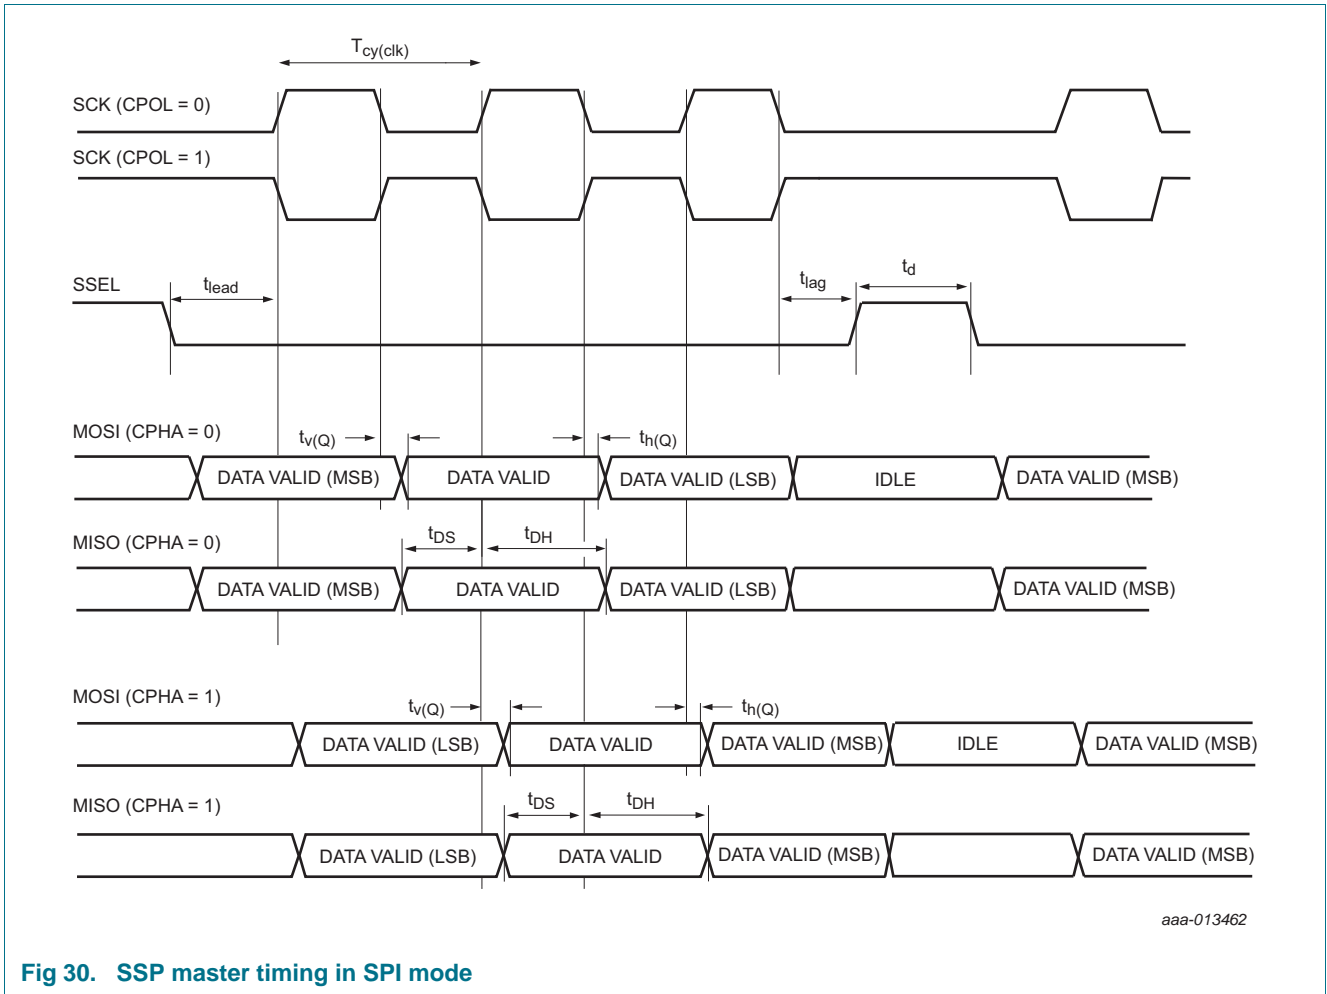 Tcy(clk)
SCK (CPOL = 0)
SCK (CPOL = 1)
SSEL
tlead
tlag
td
MOSI (CPHA = 0)
tv(Q)
th(Q)
DATA VALID (MSB)
DATA VALID
DATA VALID (LSB)
IDLE
DATA VALID (MSB)
MISO (CPHA = 0)
tDS
tDH
DATA VALID (MSB)
DATA VALID
DATA VALID (LSB)
DATA VALID (MSB)
MOSI (CPHA = 1)
tv(Q)
th(Q)
DATA VALID (LSB)
DATA VALID
DATA VALID (MSB)
IDLE
DATA VALID (MSB)
MISO (CPHA = 1)
tDS
tDH
DATA VALID (LSB)
DATA VALID
DATA VALID (MSB)
DATA VALID (MSB)
aaa-013462
Fig 30. SSP master timing in SPI mode